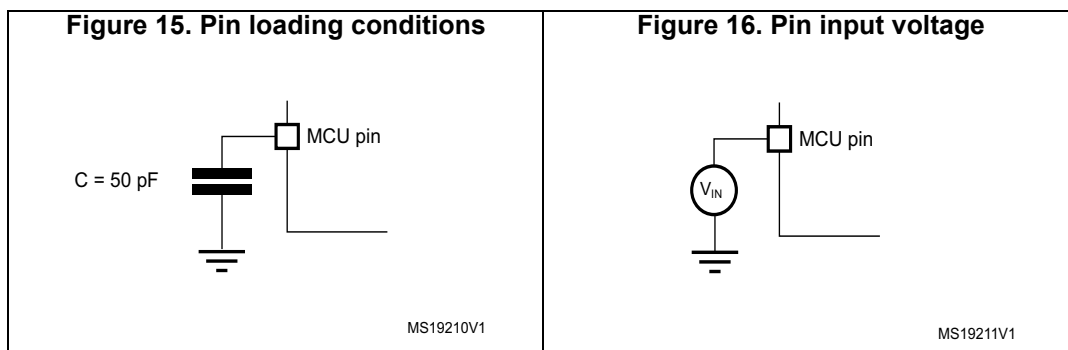 Figure 15. Pin loading conditions
MCU pin
C = 50 pF
MS19210V1
Figure 16. Pin input voltage
MCU pin
VIN
MS19211V1